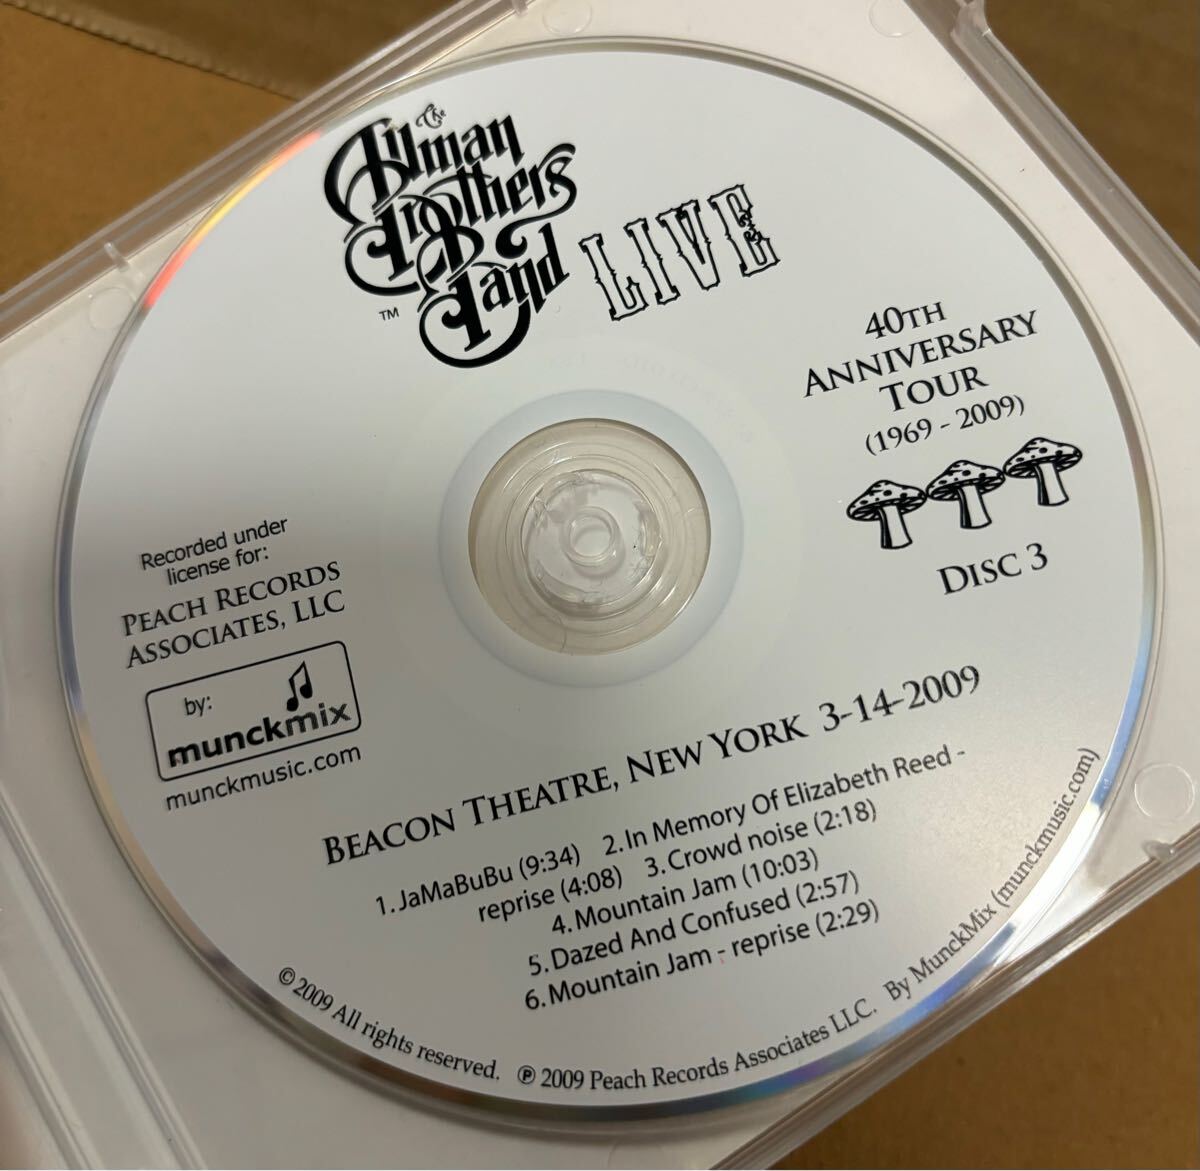 The
Allman
Brothers
Band
TM
LIVE
40TH
ANNIVERSARY
TOUR
(1969 - 2009)
DISC 3
Recorded under
license for:
PEACH RECORDS
ASSOCIATES, LLC
by:
munckmix
munckmusic.com
BEACON THEATRE, NEW YORK 3-14-2009
1.JaMaBuBu (9:34) 2.In Memory Of Elizabeth Reed -
reprise (4:08) 3.Crowd noise (2:18)
4.Mountain Jam (10:03)
5.Dazed And Confused (2:57)
6.Mountain Jam - reprise (2:29)
© 2009 All rights reserved. ℗ 2009 Peach Records Associates LLC. By MunckMix (munckmusic.com)